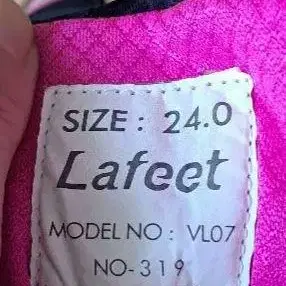 SIZE : 24.0
Lafeet
MODEL NO : VL07
NO-319